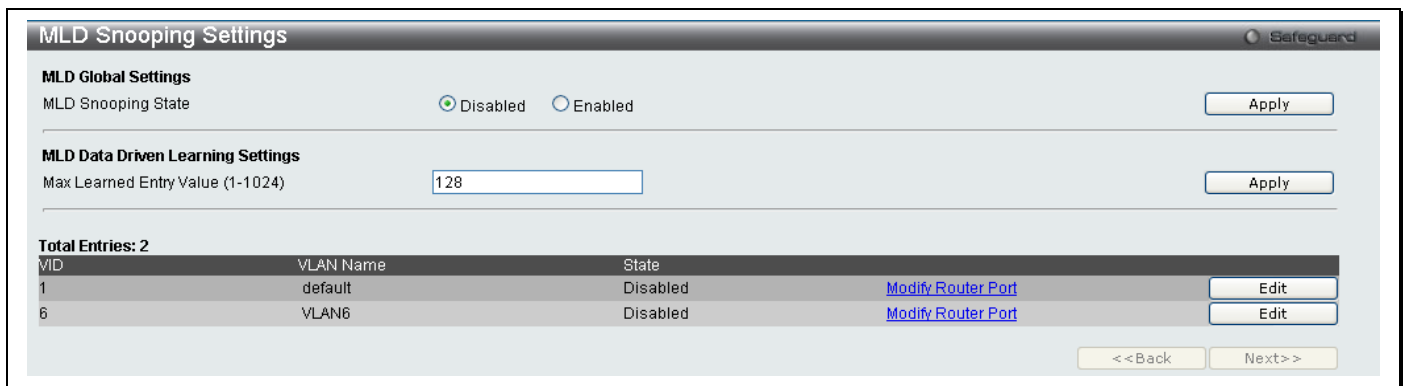 MLD Snooping Settings Safeguard
MLD Global Settings
MLD Snooping State Disabled Enabled Apply
MLD Data Driven Learning Settings
Max Learned Entry Value (1-1024) 128 Apply
Total Entries: 2
VID VLAN Name State
1 default Disabled Modify Router Port Edit
6 VLAN6 Disabled Modify Router Port Edit
<<Back Next>>